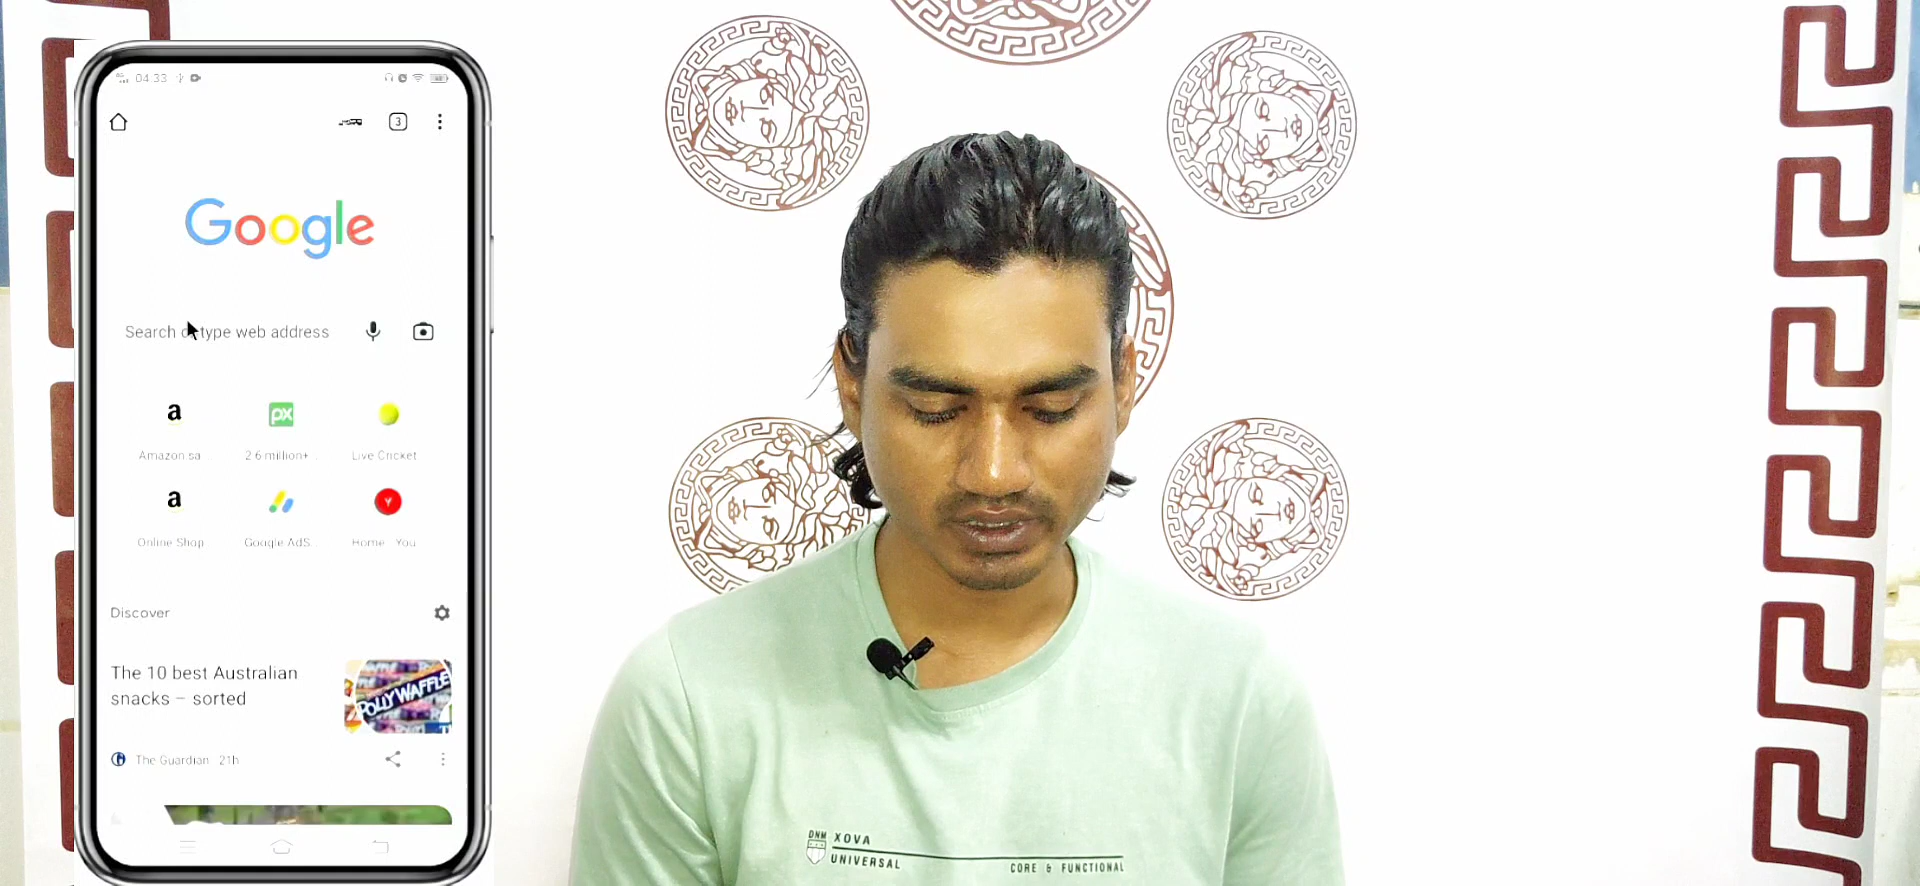 04:33
3
Google
Search or type web address
a
px
Amazon.sa ...
2.6 million+ ...
Live Cricket
a
Y
Online Shop
Google AdS...
Home - You...
Discover
The 10 best Australian
snacks – sorted
POLLY WAFFLE
The Guardian · 21h
DNM XOVA
UNIVERSAL
CORE & FUNCTIONAL